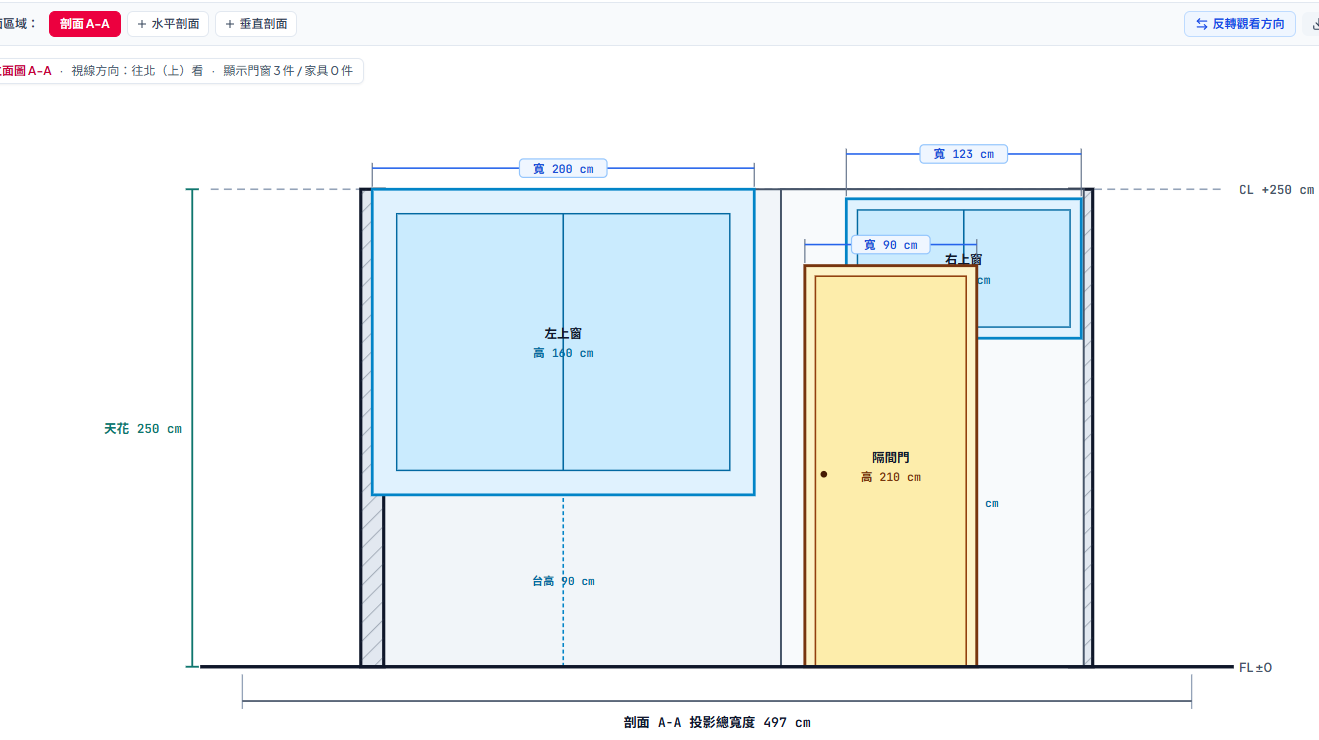 面區域：
剖面 A-A
+ 水平剖面
+ 垂直剖面
反轉觀看方向
面圖 A-A · 視線方向：往北（上）看 · 顯示門窗 3 件 / 家具 0 件
寬 123 cm
寬 200 cm
CL +250 cm
寬 90 cm
右上窗
cm
左上窗
高 160 cm
天花 250 cm
隔間門
高 210 cm
cm
台高 90 cm
FL±0
剖面 A-A 投影總寬度 497 cm